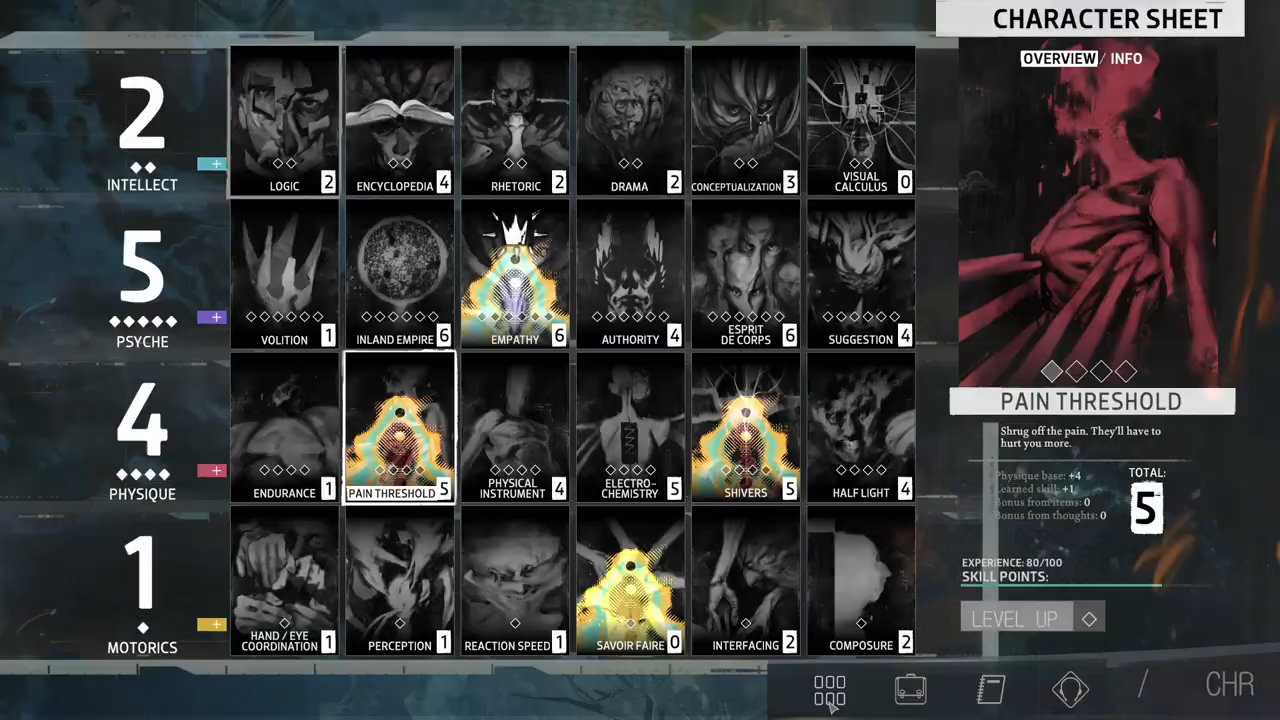 CHARACTER SHEET
OVERVIEW / INFO
2
INTELLECT
+
LOGIC 2
ENCYCLOPEDIA 4
RHETORIC 2
DRAMA 2
CONCEPTUALIZATION 3
VISUAL
CALCULUS 0
5
PSYCHE
+
VOLITION 1
INLAND EMPIRE 6
EMPATHY 6
AUTHORITY 4
ESPRIT
DE CORPS 6
SUGGESTION 4
4
PHYSIQUE
+
ENDURANCE 1
PAIN THRESHOLD 5
PHYSICAL
INSTRUMENT 4
ELECTRO-
CHEMISTRY 5
SHIVERS 5
HALF LIGHT 4
1
MOTORICS
+
HAND / EYE
COORDINATION 1
PERCEPTION 1
REACTION SPEED 1
SAVOIR FAIRE 0
INTERFACING 2
COMPOSURE 2
PAIN THRESHOLD
Shrug off the pain. They'll have to
hurt you more.
Physique base: +4
Learned skill: +1
Bonus from items: 0
Bonus from thoughts: 0
TOTAL:
5
EXPERIENCE: 80/100
SKILL POINTS:
LEVEL UP
/ CHR